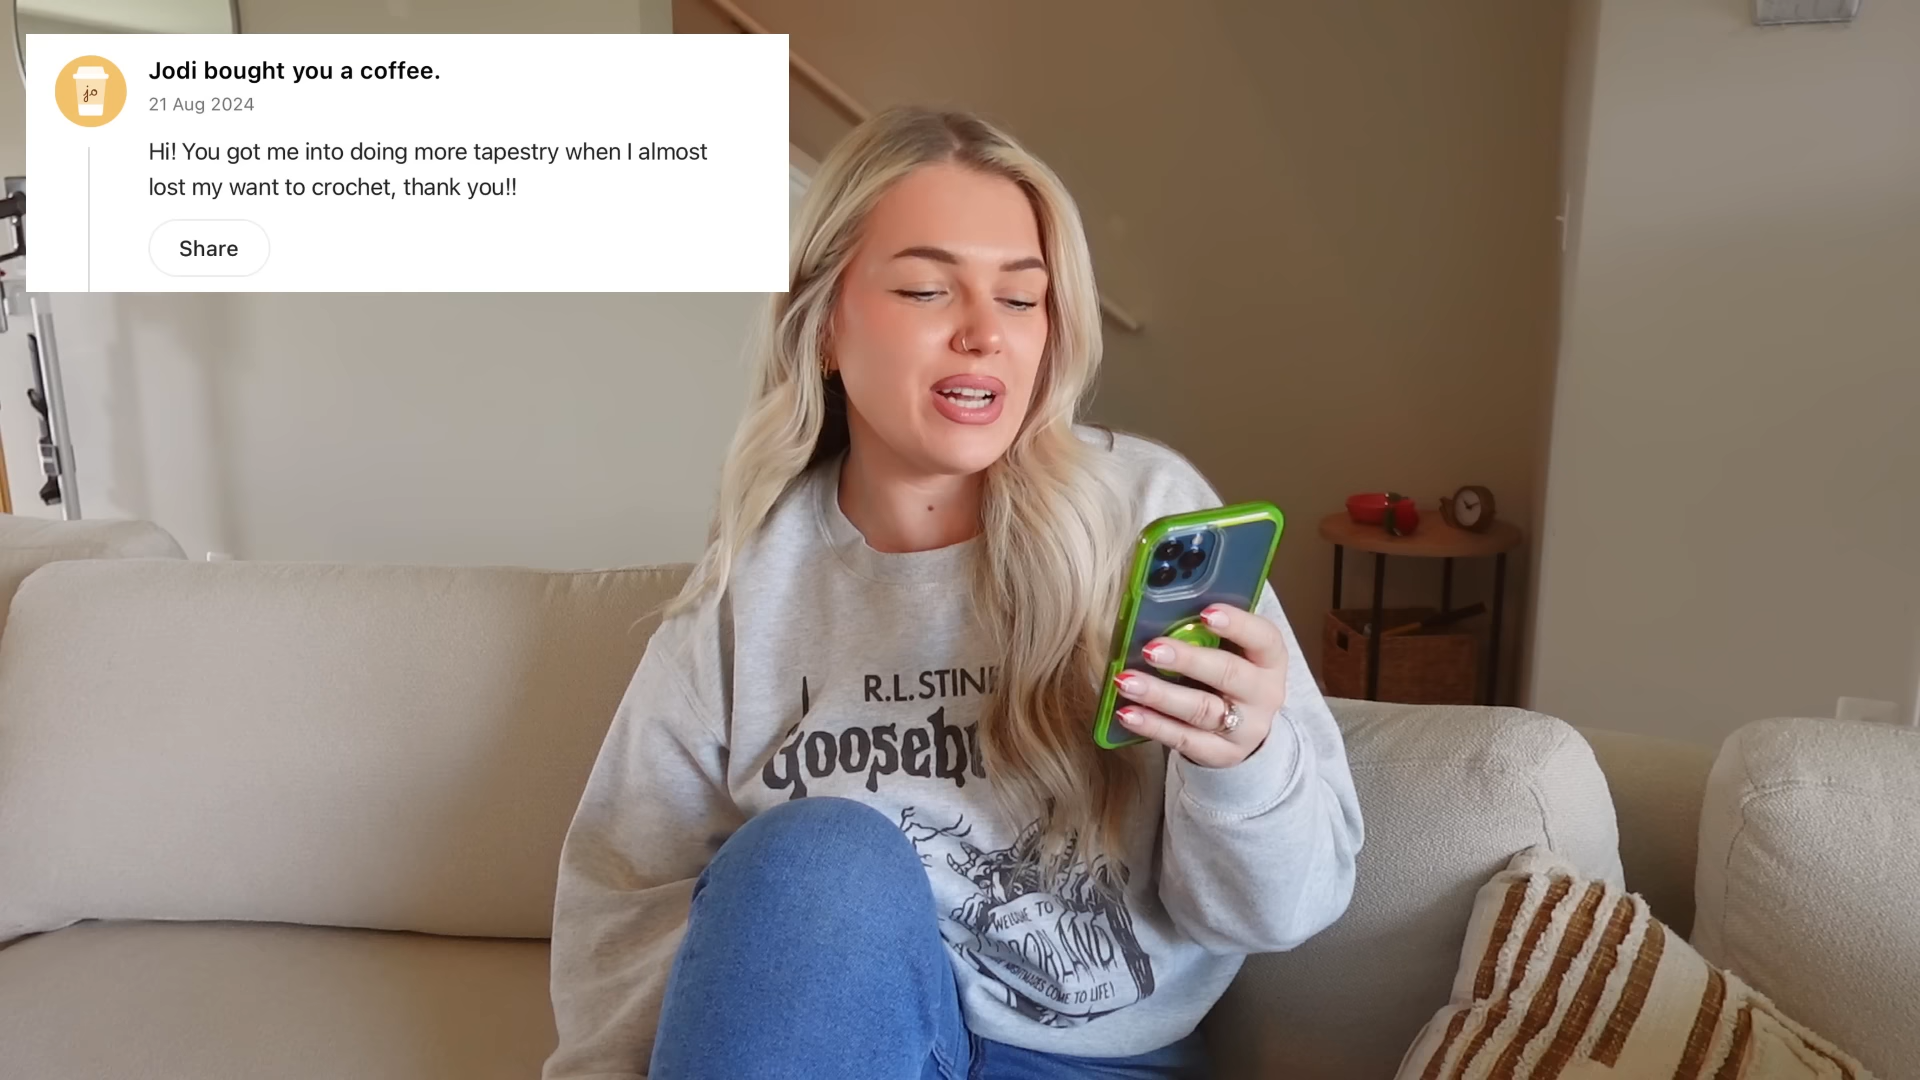 jo
Jodi bought you a coffee.
21 Aug 2024
Hi! You got me into doing more tapestry when I almost
lost my want to crochet, thank you!!
Share
R.L. STINE
Goosebu
WELCOME TO
COME TO LIFE!